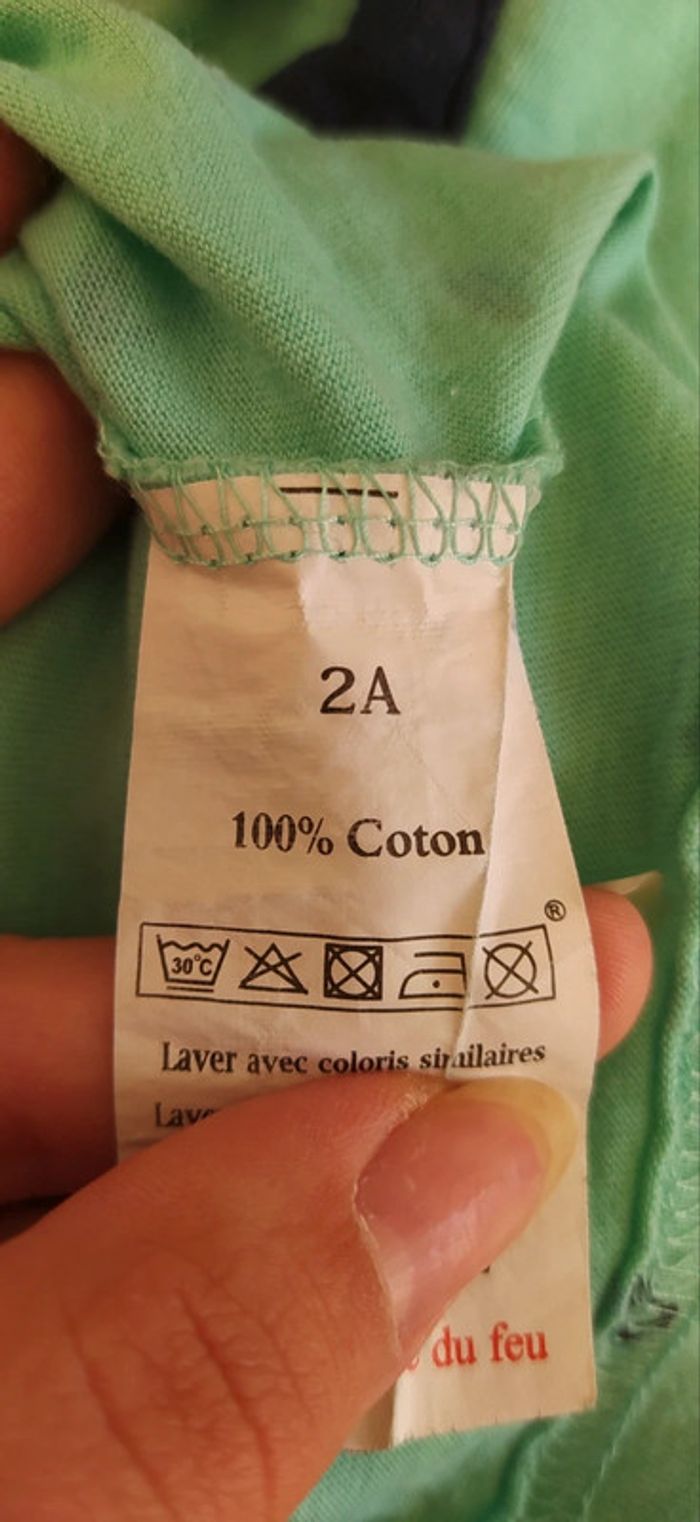 2A
100% Coton
®
30°C
Laver avec coloris similaires
du feu